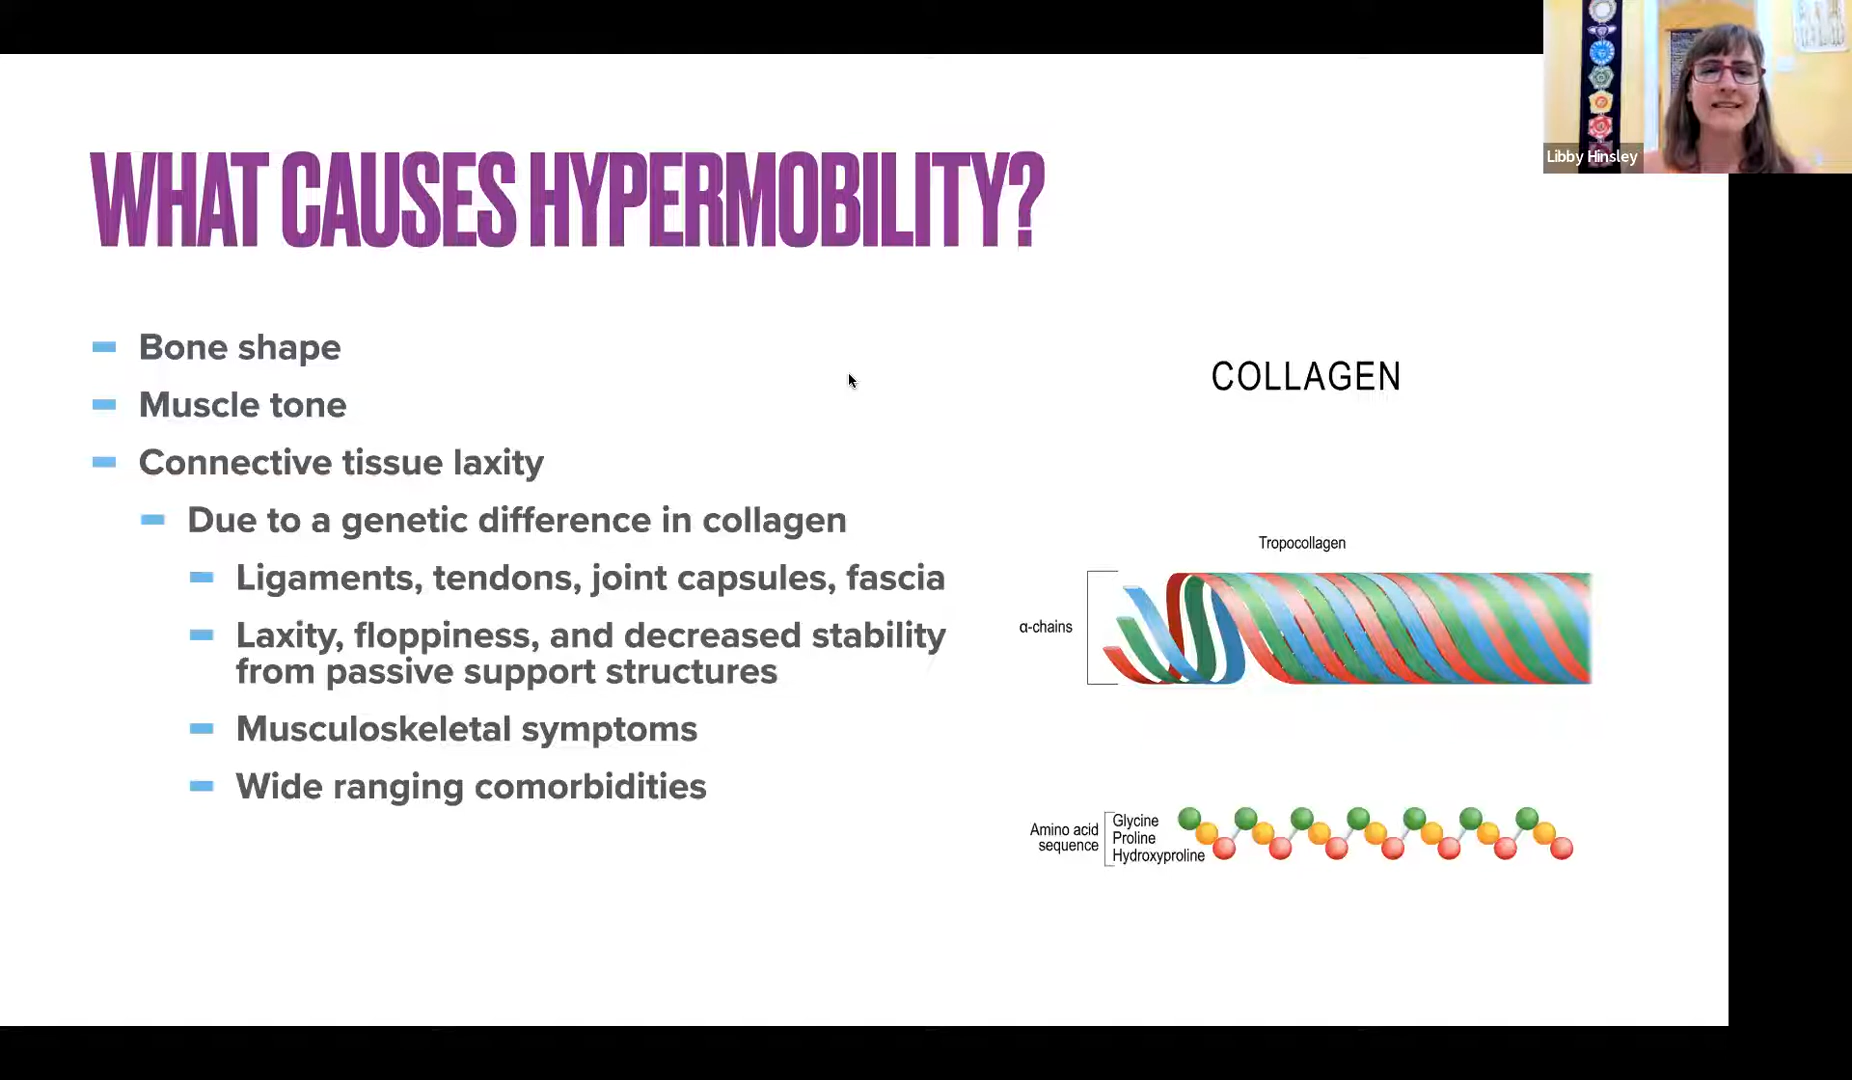 Libby Hinsley
WHAT CAUSES HYPERMOBILITY?
Bone shape
Muscle tone
Connective tissue laxity
Due to a genetic difference in collagen
Ligaments, tendons, joint capsules, fascia
Laxity, floppiness, and decreased stability
from passive support structures
Musculoskeletal symptoms
Wide ranging comorbidities
COLLAGEN
Tropocollagen
α-chains
Amino acid
sequence
Glycine
Proline
Hydroxyproline